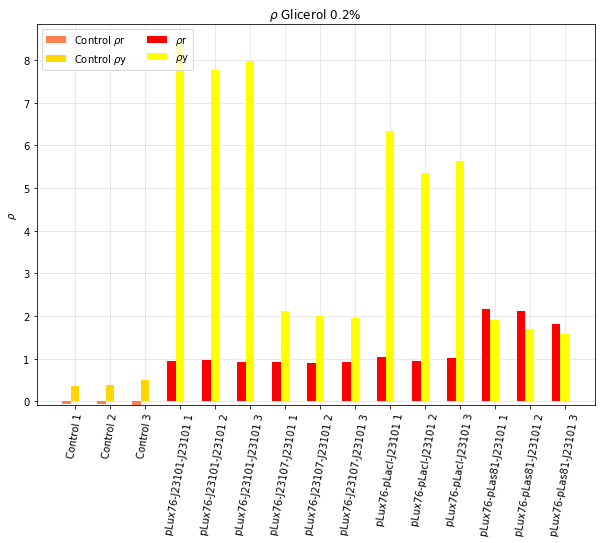 ρ Glicerol 0.2%
Control ρr
Control ρy
ρr
ρy
ρ
8
7
6
5
4
3
2
1
0
Control 1
Control 2
Control 3
pLux76-J23101-J23101 1
pLux76-J23101-J23101 2
pLux76-J23101-J23101 3
pLux76-J23107-J23101 1
pLux76-J23107-J23101 2
pLux76-J23107-J23101 3
pLux76-pLacI-J23101 1
pLux76-pLacI-J23101 2
pLux76-pLacI-J23101 3
pLux76-pLas81-J23101 1
pLux76-pLas81-J23101 2
pLux76-pLas81-J23101 3